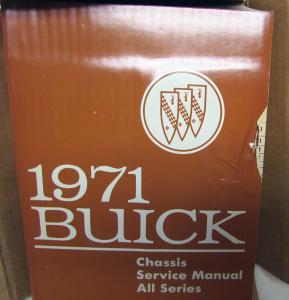 1971
BUICK
Chassis
Service Manual
All Series